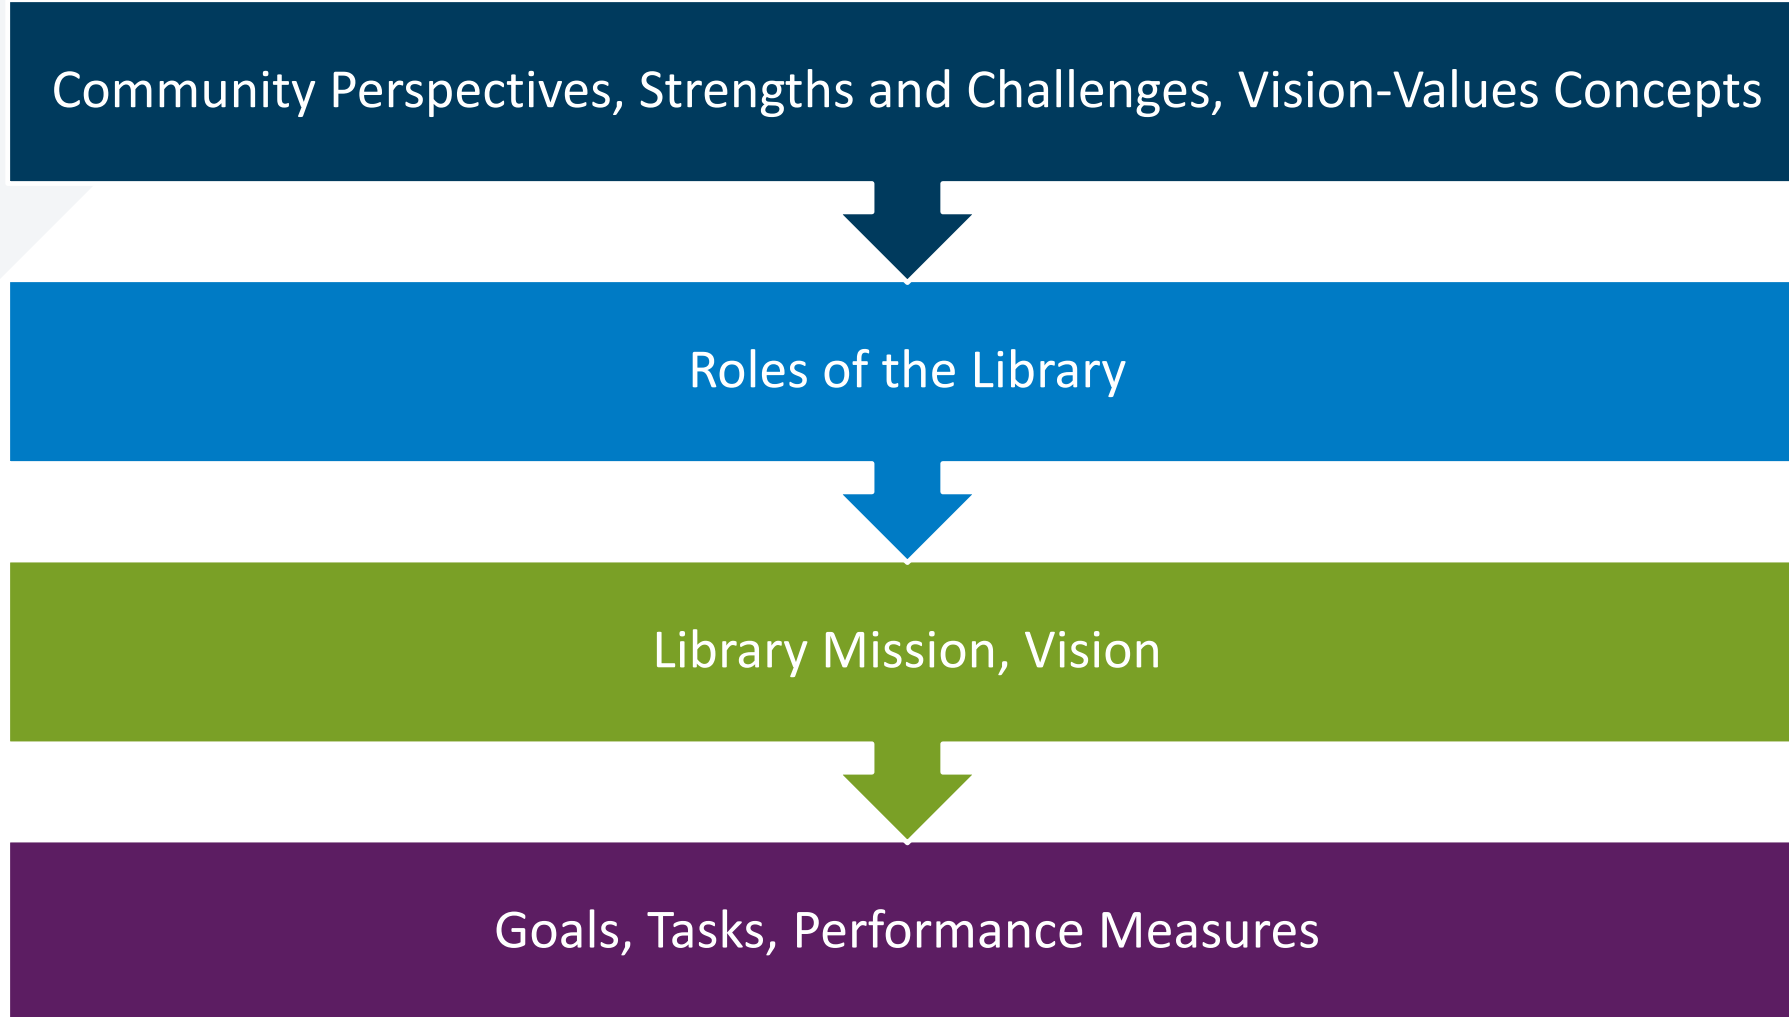 Community Perspectives, Strengths and Challenges, Vision-Values Concepts
Roles of the Library
Library Mission, Vision
Goals, Tasks, Performance Measures